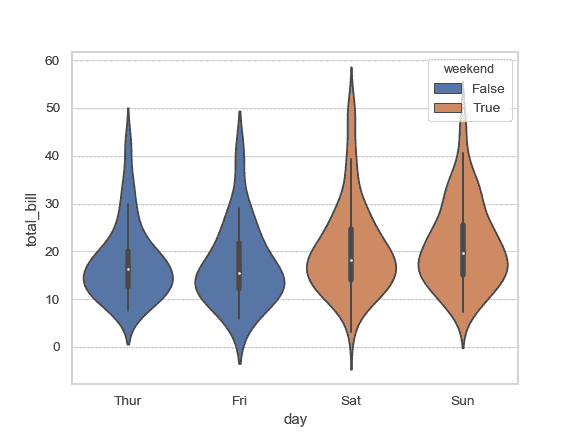 60
50
40
30
20
10
0
total_bill
weekend
False
True
Thur Fri Sat Sun
day